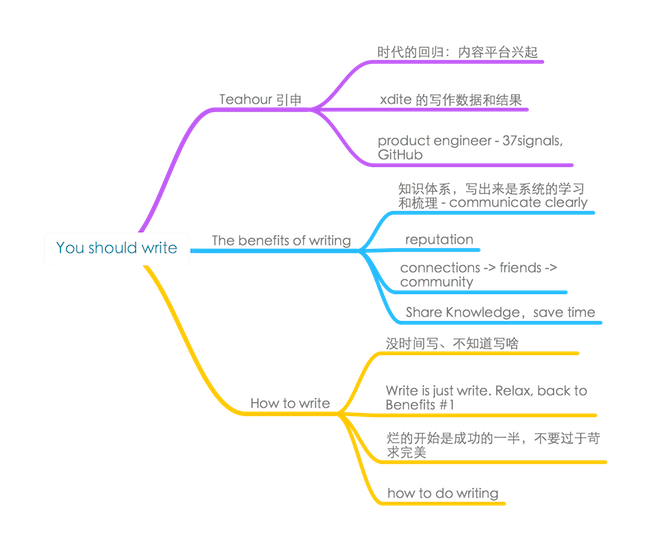 You should write
Teahour 引申
时代的回归：内容平台兴起
xdite 的写作数据和结果
product engineer - 37signals,
GitHub
The benefits of writing
知识体系，写出来是系统的学习
和梳理 - communicate clearly
reputation
connections -> friends ->
community
Share Knowledge，save time
How to write
没时间写、不知道写啥
Write is just write. Relax, back to
Benefits #1
烂的开始是成功的一半，不要过于苛
求完美
how to do writing